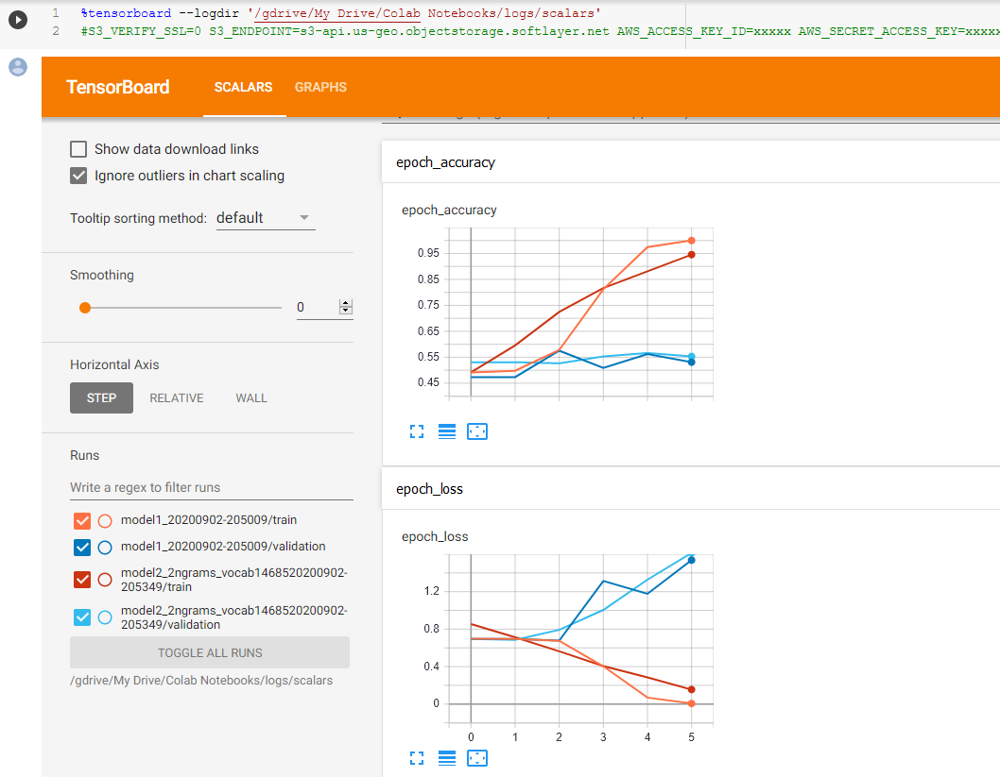 1 %tensorboard --logdir '/gdrive/My Drive/Colab Notebooks/logs/scalars'
2 #S3_VERIFY_SSL=0 S3_ENDPOINT=s3-api.us-geo.objectstorage.softlayer.net AWS_ACCESS_KEY_ID=xxxxx AWS_SECRET_ACCESS_KEY=xxxxx
TensorBoard SCALARS GRAPHS
Show data download links
Ignore outliers in chart scaling
Tooltip sorting method: default
Smoothing
0
Horizontal Axis
STEP RELATIVE WALL
Runs
Write a regex to filter runs
model1_20200902-205009/train
model1_20200902-205009/validation
model2_2ngrams_vocab1468520200902-
205349/train
model2_2ngrams_vocab1468520200902-
205349/validation
TOGGLE ALL RUNS
/gdrive/My Drive/Colab Notebooks/logs/scalars
epoch_accuracy
epoch_accuracy
0.95
0.85
0.75
0.65
0.55
0.45
epoch_loss
epoch_loss
1.2
0.8
0.4
0
0 1 2 3 4 5